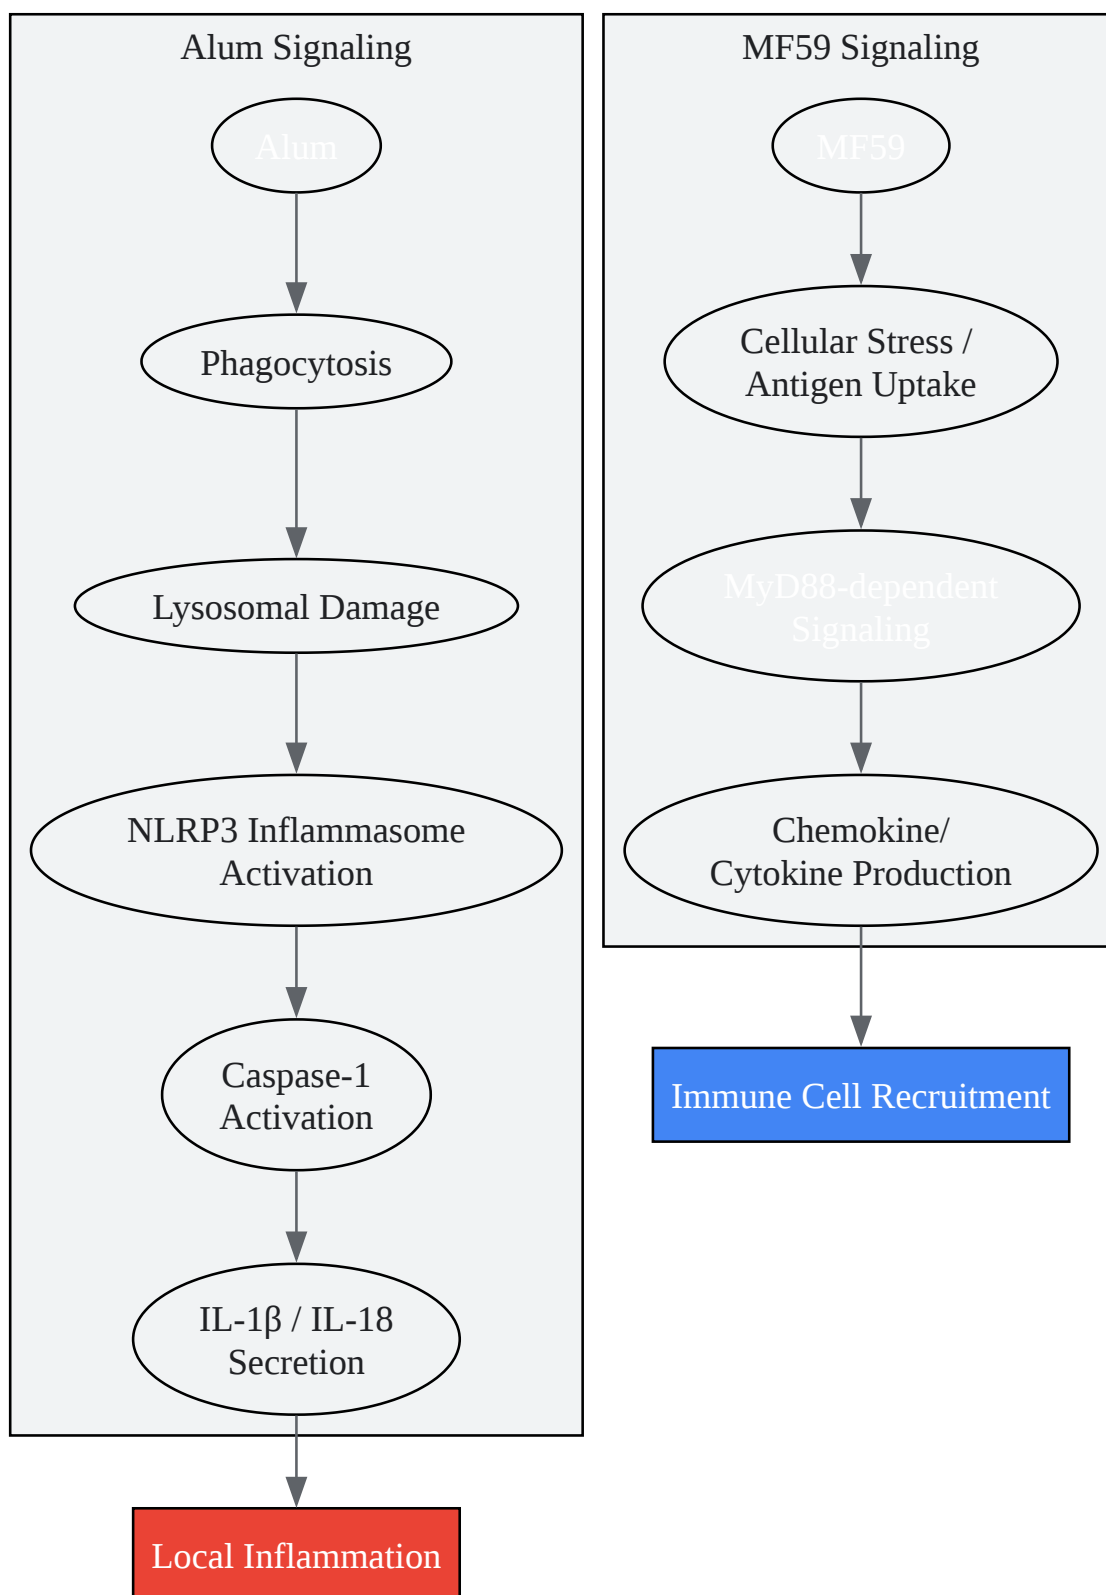 Alum Signaling
Alum
Phagocytosis
Lysosomal Damage
NLRP3 Inflammasome
Activation
Caspase-1
Activation
IL-1β / IL-18
Secretion
Local Inflammation
MF59 Signaling
MF59
Cellular Stress /
Antigen Uptake
MyD88-dependent
Signaling
Chemokine/
Cytokine Production
Immune Cell Recruitment